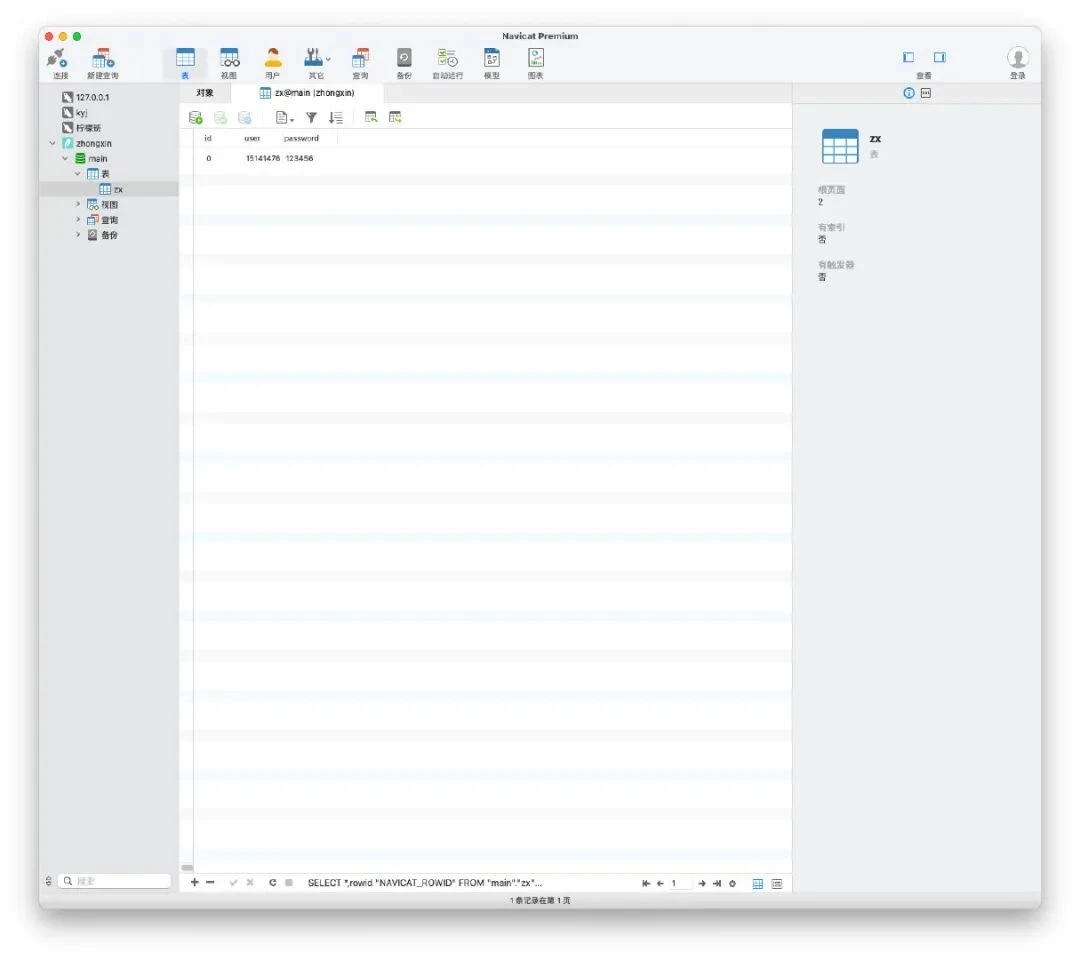 Navicat Premium
连接 新建查询 表 视图 用户 其它 查询 备份 自动运行 模型 图表 查看 登录
对象 zx@main (zhongxin)
127.0.0.1
kyj
柠檬班
zhongxin
main
表
zx
视图
查询
备份
id user password
0 15141476 123456
zx
表
根页面
2
有索引
否
有触发器
否
搜索
SELECT *,rowid "NAVICAT_ROWID" FROM "main"."zx"...
1
1 条记录在第 1 页